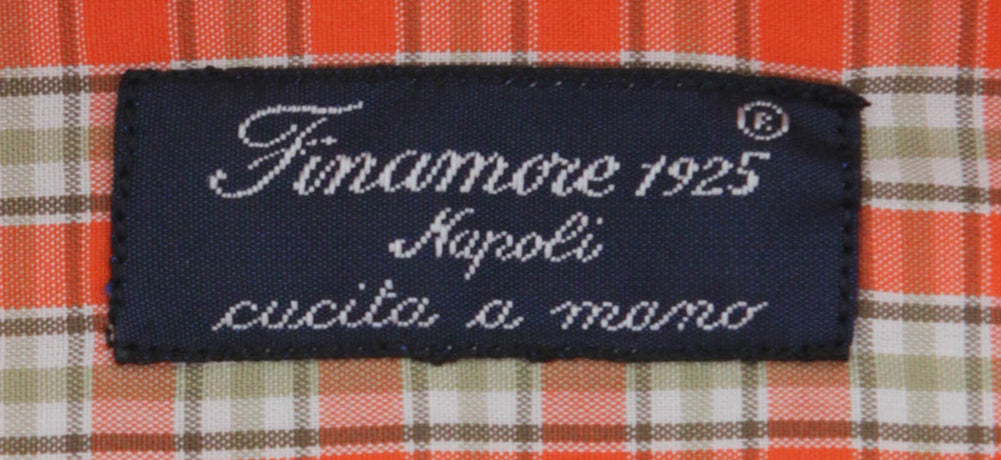 Finamore 1925®
Napoli
cucita a mano